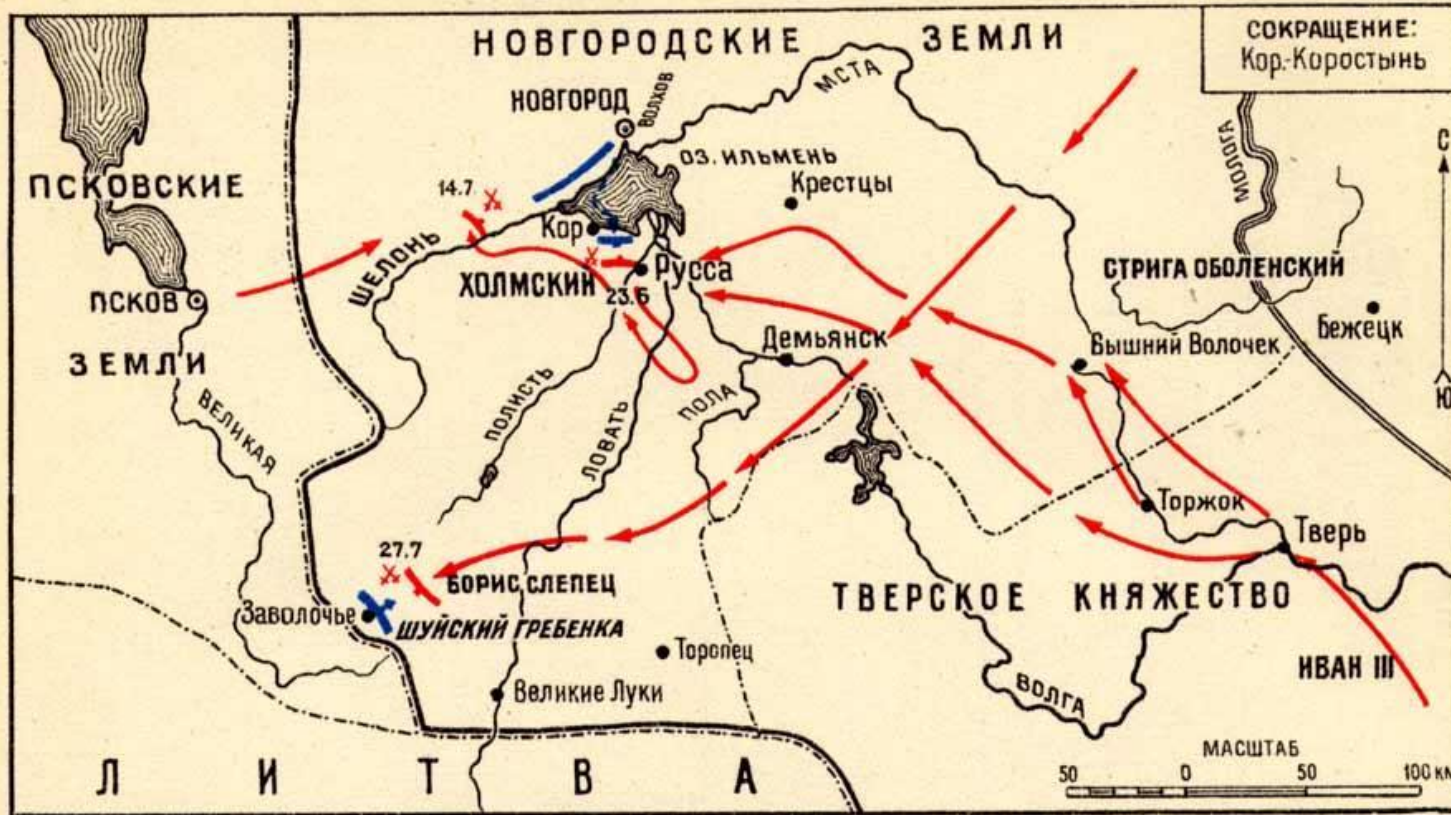 НОВГОРОДСКИЕ ЗЕМЛИ
СОКРАЩЕНИЕ:
Кор.-Коростынь
МСТА
НОВГОРОД
ВОЛХОВ
ОЗ. ИЛЬМЕНЬ
Крестцы
МОЛОГА
С
ПСКОВСКИЕ
14.7
Кор
ШЕЛОНЬ
ХОЛМСКИЙ
Русса
23.6
СТРИГА ОБОЛЕНСКИЙ
ПСКОВ
Бежецк
ЗЕМЛИ
Демьянск
Вышний Волочек
Ю
ВЕЛИКАЯ
ПОЛИСТЬ
ЛОВАТЬ
ПОЛА
Торжок
Тверь
27.7
БОРИС СЛЕПЕЦ
ТВЕРСКОЕ КНЯЖЕСТВО
Заволочье
ШУЙСКИЙ ГРЕБЕНКА
Торопец
ИВАН III
Великие Луки
ВОЛГА
ЛИТВА
МАСШТАБ
50 0 50 100 км